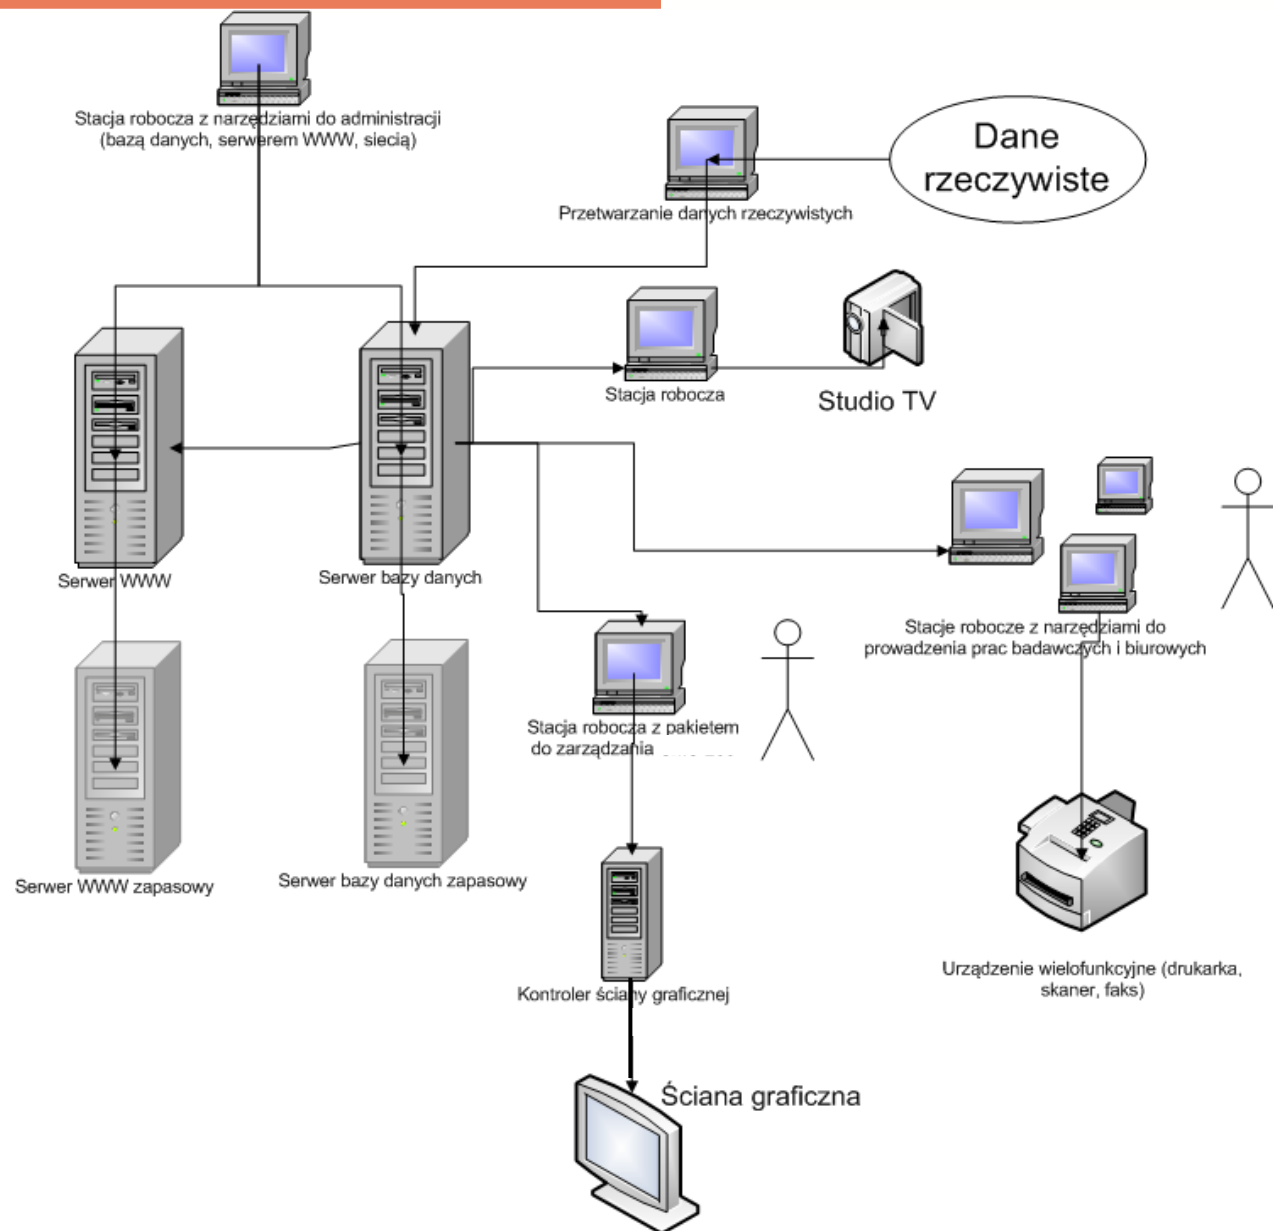 Stacja robocza z narzędziami do administracji
(bazą danych, serwerem WWW, siecią)
Dane
rzeczywiste
Przetwarzanie danych rzeczywistych
Stacja robocza
Studio TV
Serwer WWW
Serwer bazy danych
Stacje robocze z narzędziami do
prowadzenia prac badawczych i biurowych
Stacja robocza z pakietem
do zarządzania
Serwer WWW zapasowy
Serwer bazy danych zapasowy
Kontroler ściany graficznej
Urządzenie wielofunkcyjne (drukarka,
skaner, faks)
Ściana graficzna